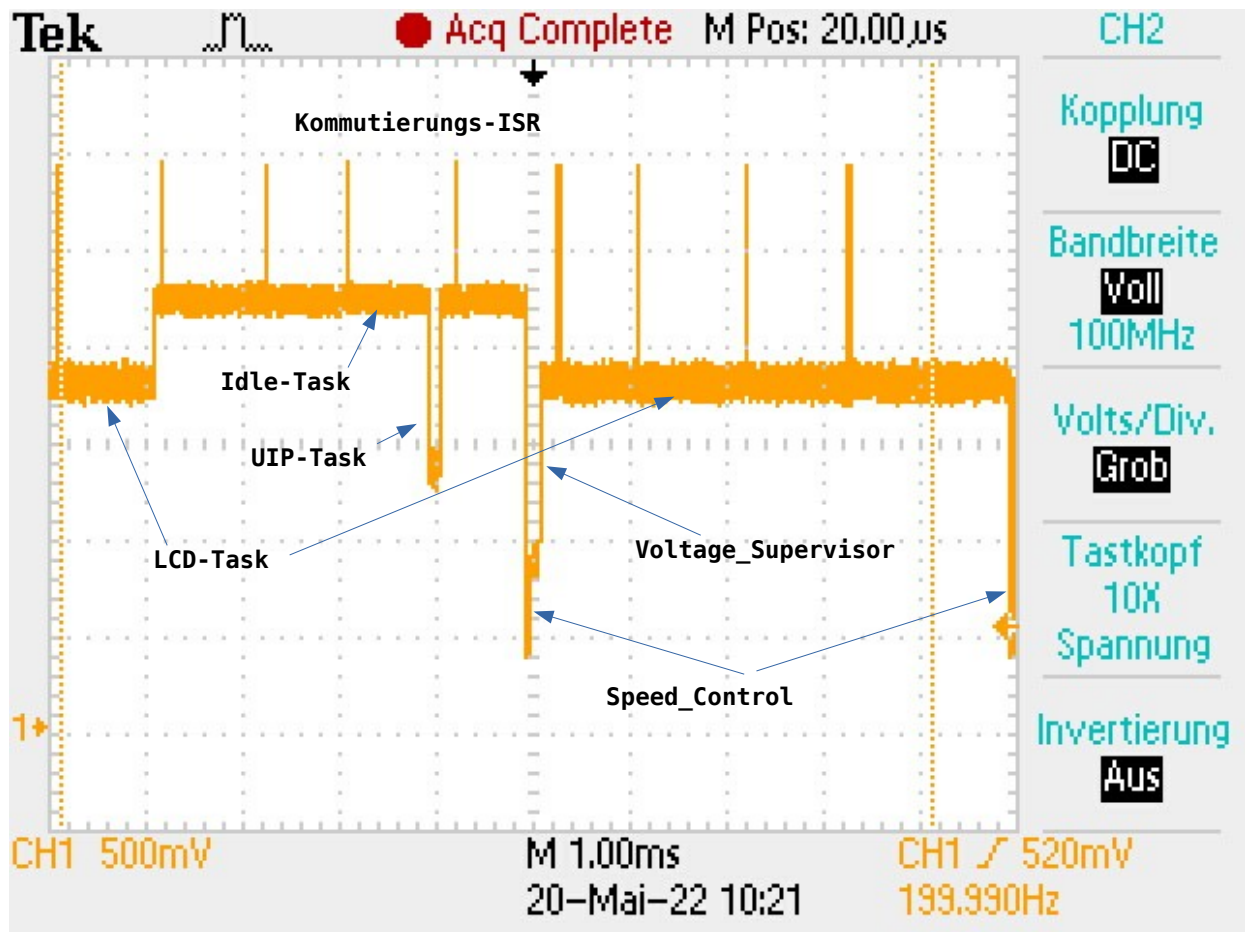 Tek Acq Complete M Pos: 20.00µs CH2
Kommutierungs-ISR
Kopplung
DC
Bandbreite
Voll
100MHz
Idle-Task
UIP-Task
Volts/Div.
Grob
LCD-Task
Voltage_Supervisor
Tastkopf
10X
Spannung
Speed_Control
1
Invertierung
Aus
CH1 500mV M 1.00ms CH1 520mV
20-Mai-22 10:21 199.990Hz